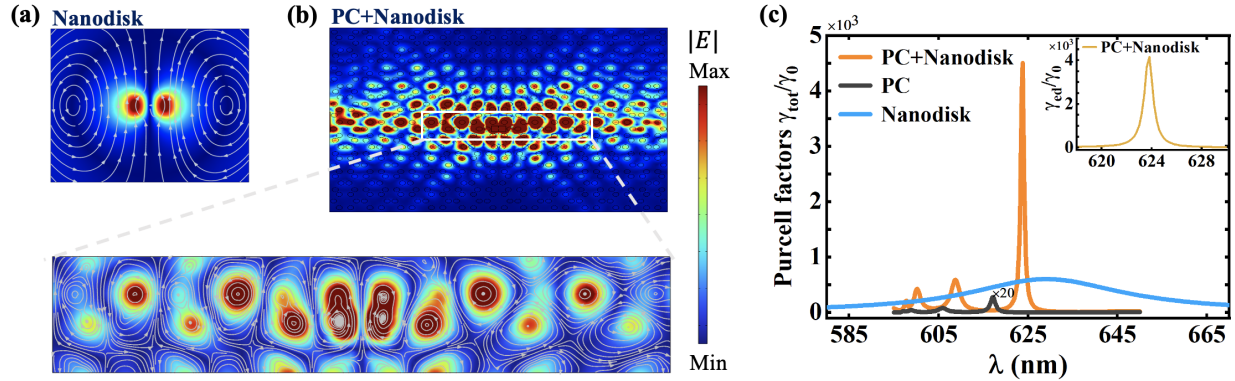 (a)
Nanodisk
(b)
PC+Nanodisk
|E|
Max
Min
(c)
×10³
5
4
3
2
1
0
Purcell factors γtot/γ0
PC+Nanodisk
PC
Nanodisk
×20
585
605
625
645
665
λ (nm)
×10³
PC+Nanodisk
4
2
0
γed/γ0
620
624
628